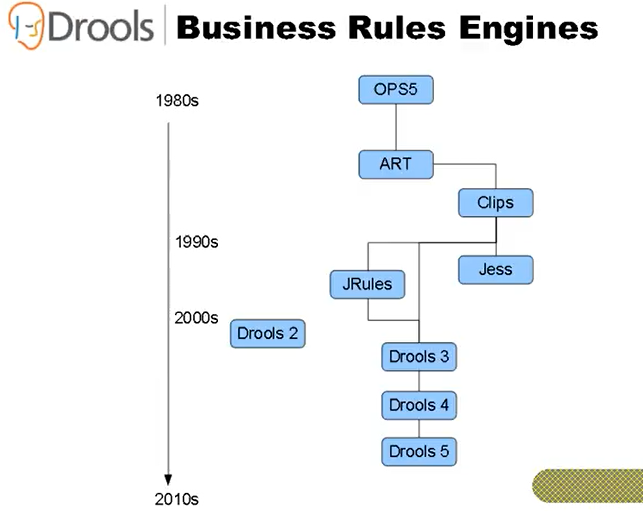 Drools | Business Rules Engines
OPS5
1980s
ART
Clips
1990s
Jess
JRules
2000s
Drools 2
Drools 3
Drools 4
Drools 5
2010s